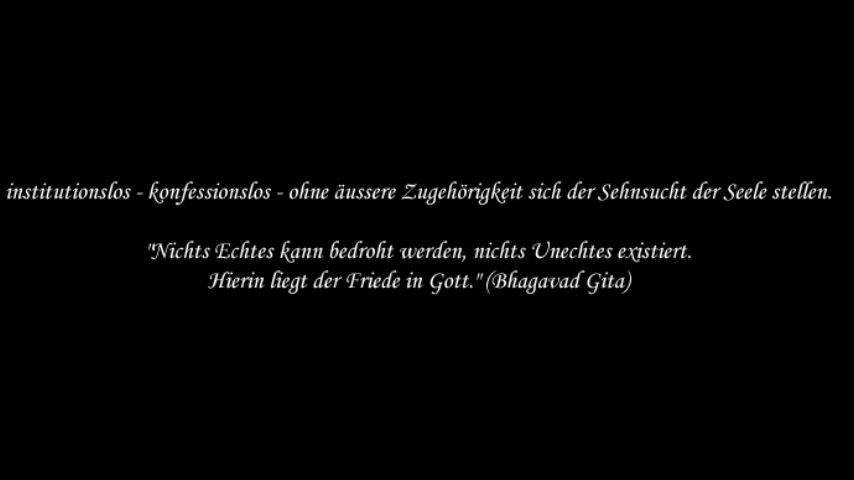 institutionslos - konfessionslos - ohne äussere Zugehörigkeit sich der Sehnsucht der Seele stellen.
"Nichts Echtes kann bedroht werden, nichts Unechtes existiert.
Hierin liegt der Friede in Gott." (Bhagavad Gita)